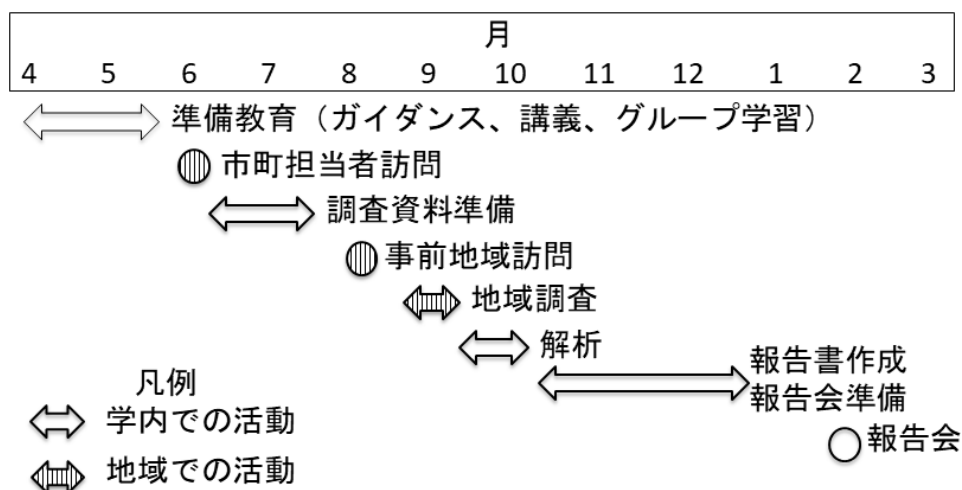 月
4 5 6 7 8 9 10 11 12 1 2 3
準備教育（ガイダンス、講義、グループ学習）
市町担当者訪問
調査資料準備
事前地域訪問
地域調査
解析
報告書作成
報告会準備
報告会
凡例
学内での活動
地域での活動